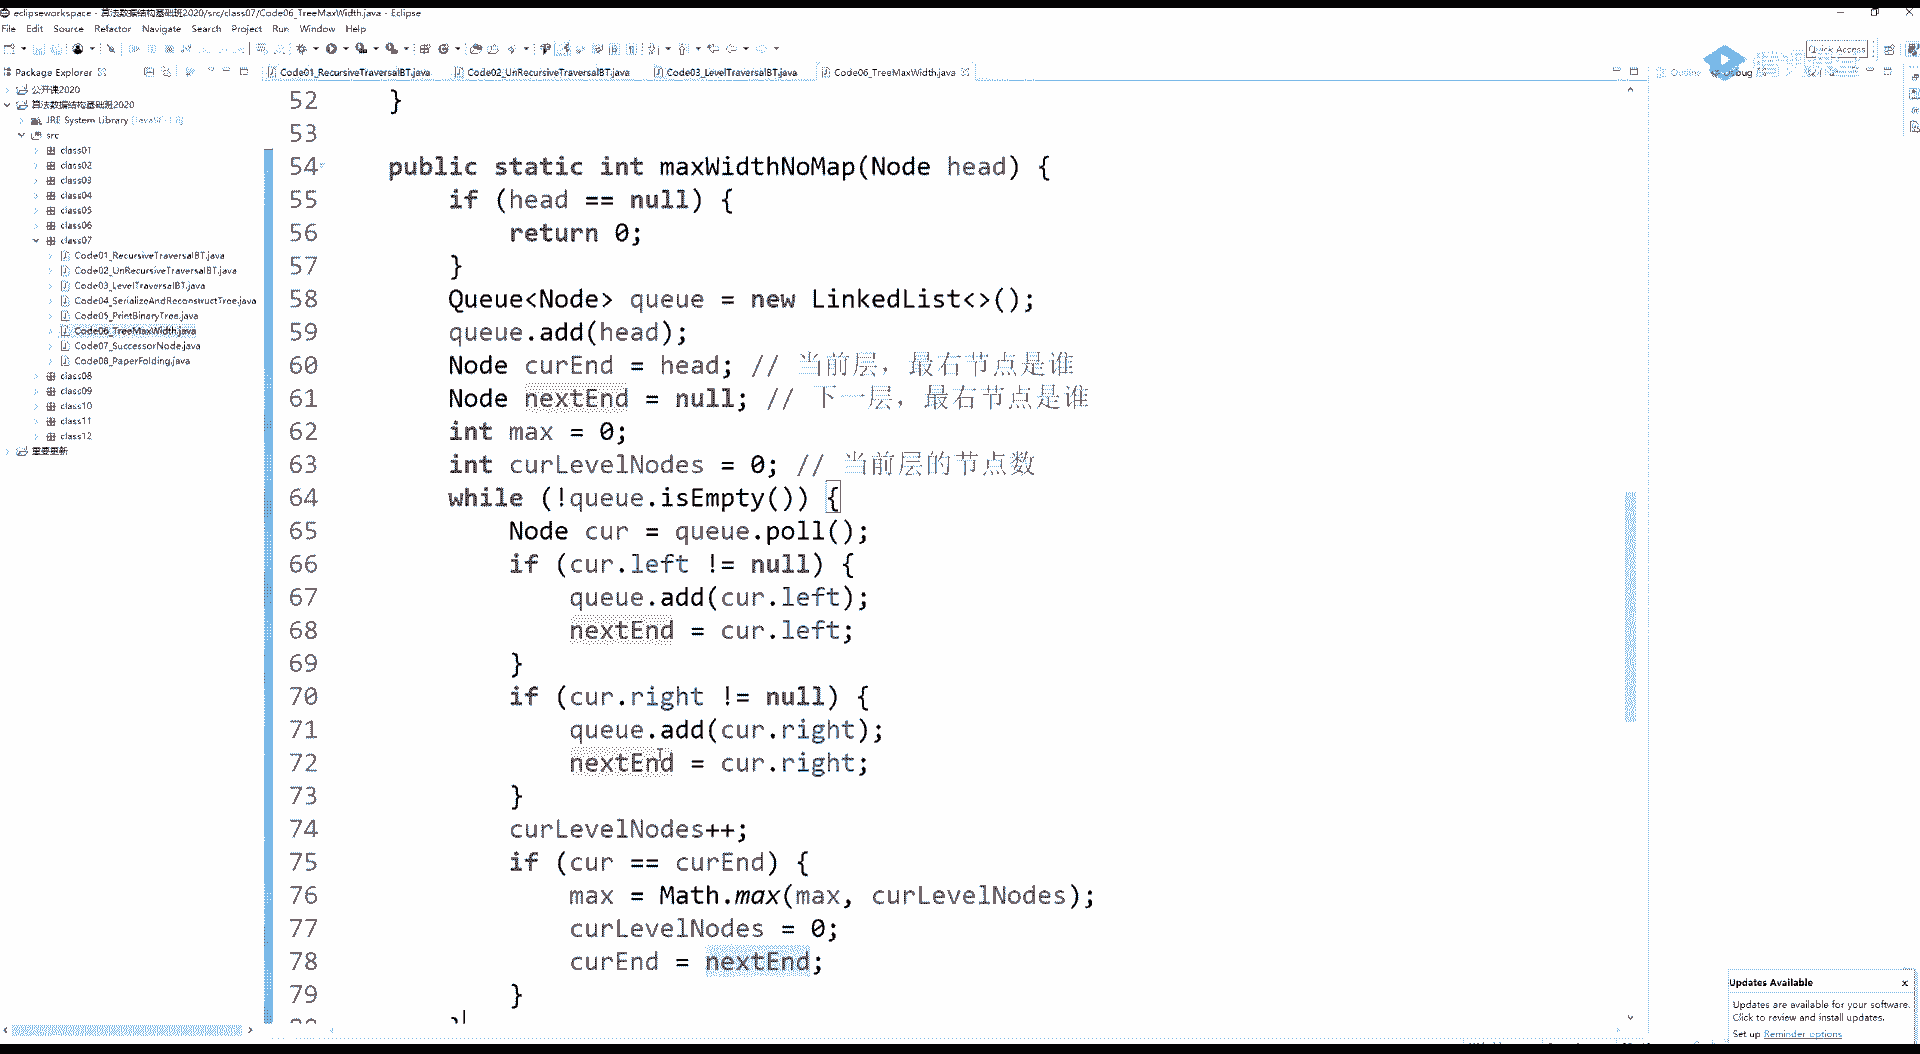 eclipseworkspace - 算法数据结构基础班2020/src/class07/Code06_TreeMaxWidth.java - Eclipse
File Edit Source Refactor Navigate Search Project Run Window Help
Quick Access
Package Explorer
Code01_RecursiveTraversalBT.java
Code02_UnRecursiveTraversalBT.java
Code03_LevelTraversalBT.java
Code06_TreeMaxWidth.java
Outline
Debug
公开课2020
算法数据结构基础班2020
JRE System Library
src
class01
class02
class03
class04
class05
class06
class07
Code01_RecursiveTraversalBT.java
Code02_UnRecursiveTraversalBT.java
Code03_LevelTraversalBT.java
Code04_SerializeAndReconstructTree.java
Code05_PrintBinaryTree.java
Code06_TreeMaxWidth.java
Code07_SuccessorNode.java
Code08_PaperFolding.java
class08
class09
class10
class11
class12
重要更新
52 }
53
54 public static int maxWidthNoMap(Node head) {
55 if (head == null) {
56 return 0;
57 }
58 Queue<Node> queue = new LinkedList<>();
59 queue.add(head);
60 Node curEnd = head; // 当前层，最右节点是谁
61 Node nextEnd = null; // 下一层，最右节点是谁
62 int max = 0;
63 int curLevelNodes = 0; // 当前层的节点数
64 while (!queue.isEmpty()) {
65 Node cur = queue.poll();
66 if (cur.left != null) {
67 queue.add(cur.left);
68 nextEnd = cur.left;
69 }
70 if (cur.right != null) {
71 queue.add(cur.right);
72 nextEnd = cur.right;
73 }
74 curLevelNodes++;
75 if (cur == curEnd) {
76 max = Math.max(max, curLevelNodes);
77 curLevelNodes = 0;
78 curEnd = nextEnd;
79 }
Updates Available
Updates are available for your software.
Click to review and install updates.
Set up Reminder options